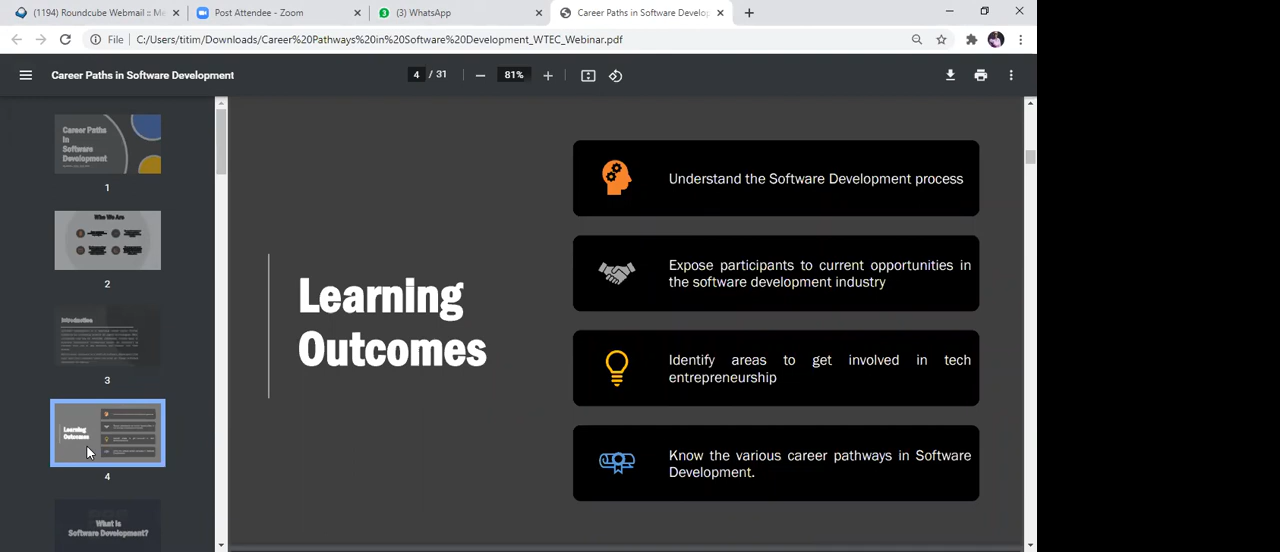 (1194) Roundcube Webmail :: Me
Post Attendee - Zoom
(3) WhatsApp
Career Paths in Software Develop
File
C:/Users/titim/Downloads/Career%20Pathways%20in%20Software%20Development_WTEC_Webinar.pdf
Career Paths in Software Development
4 / 31
81%
Career Paths
In
Software
Development
1
Who We Are
2
Introduction
3
Learning
Outcomes
4
What is
Software Development?
Learning
Outcomes
Understand the Software Development process
Expose participants to current opportunities in
the software development industry
Identify areas to get involved in tech
entrepreneurship
Know the various career pathways in Software
Development.